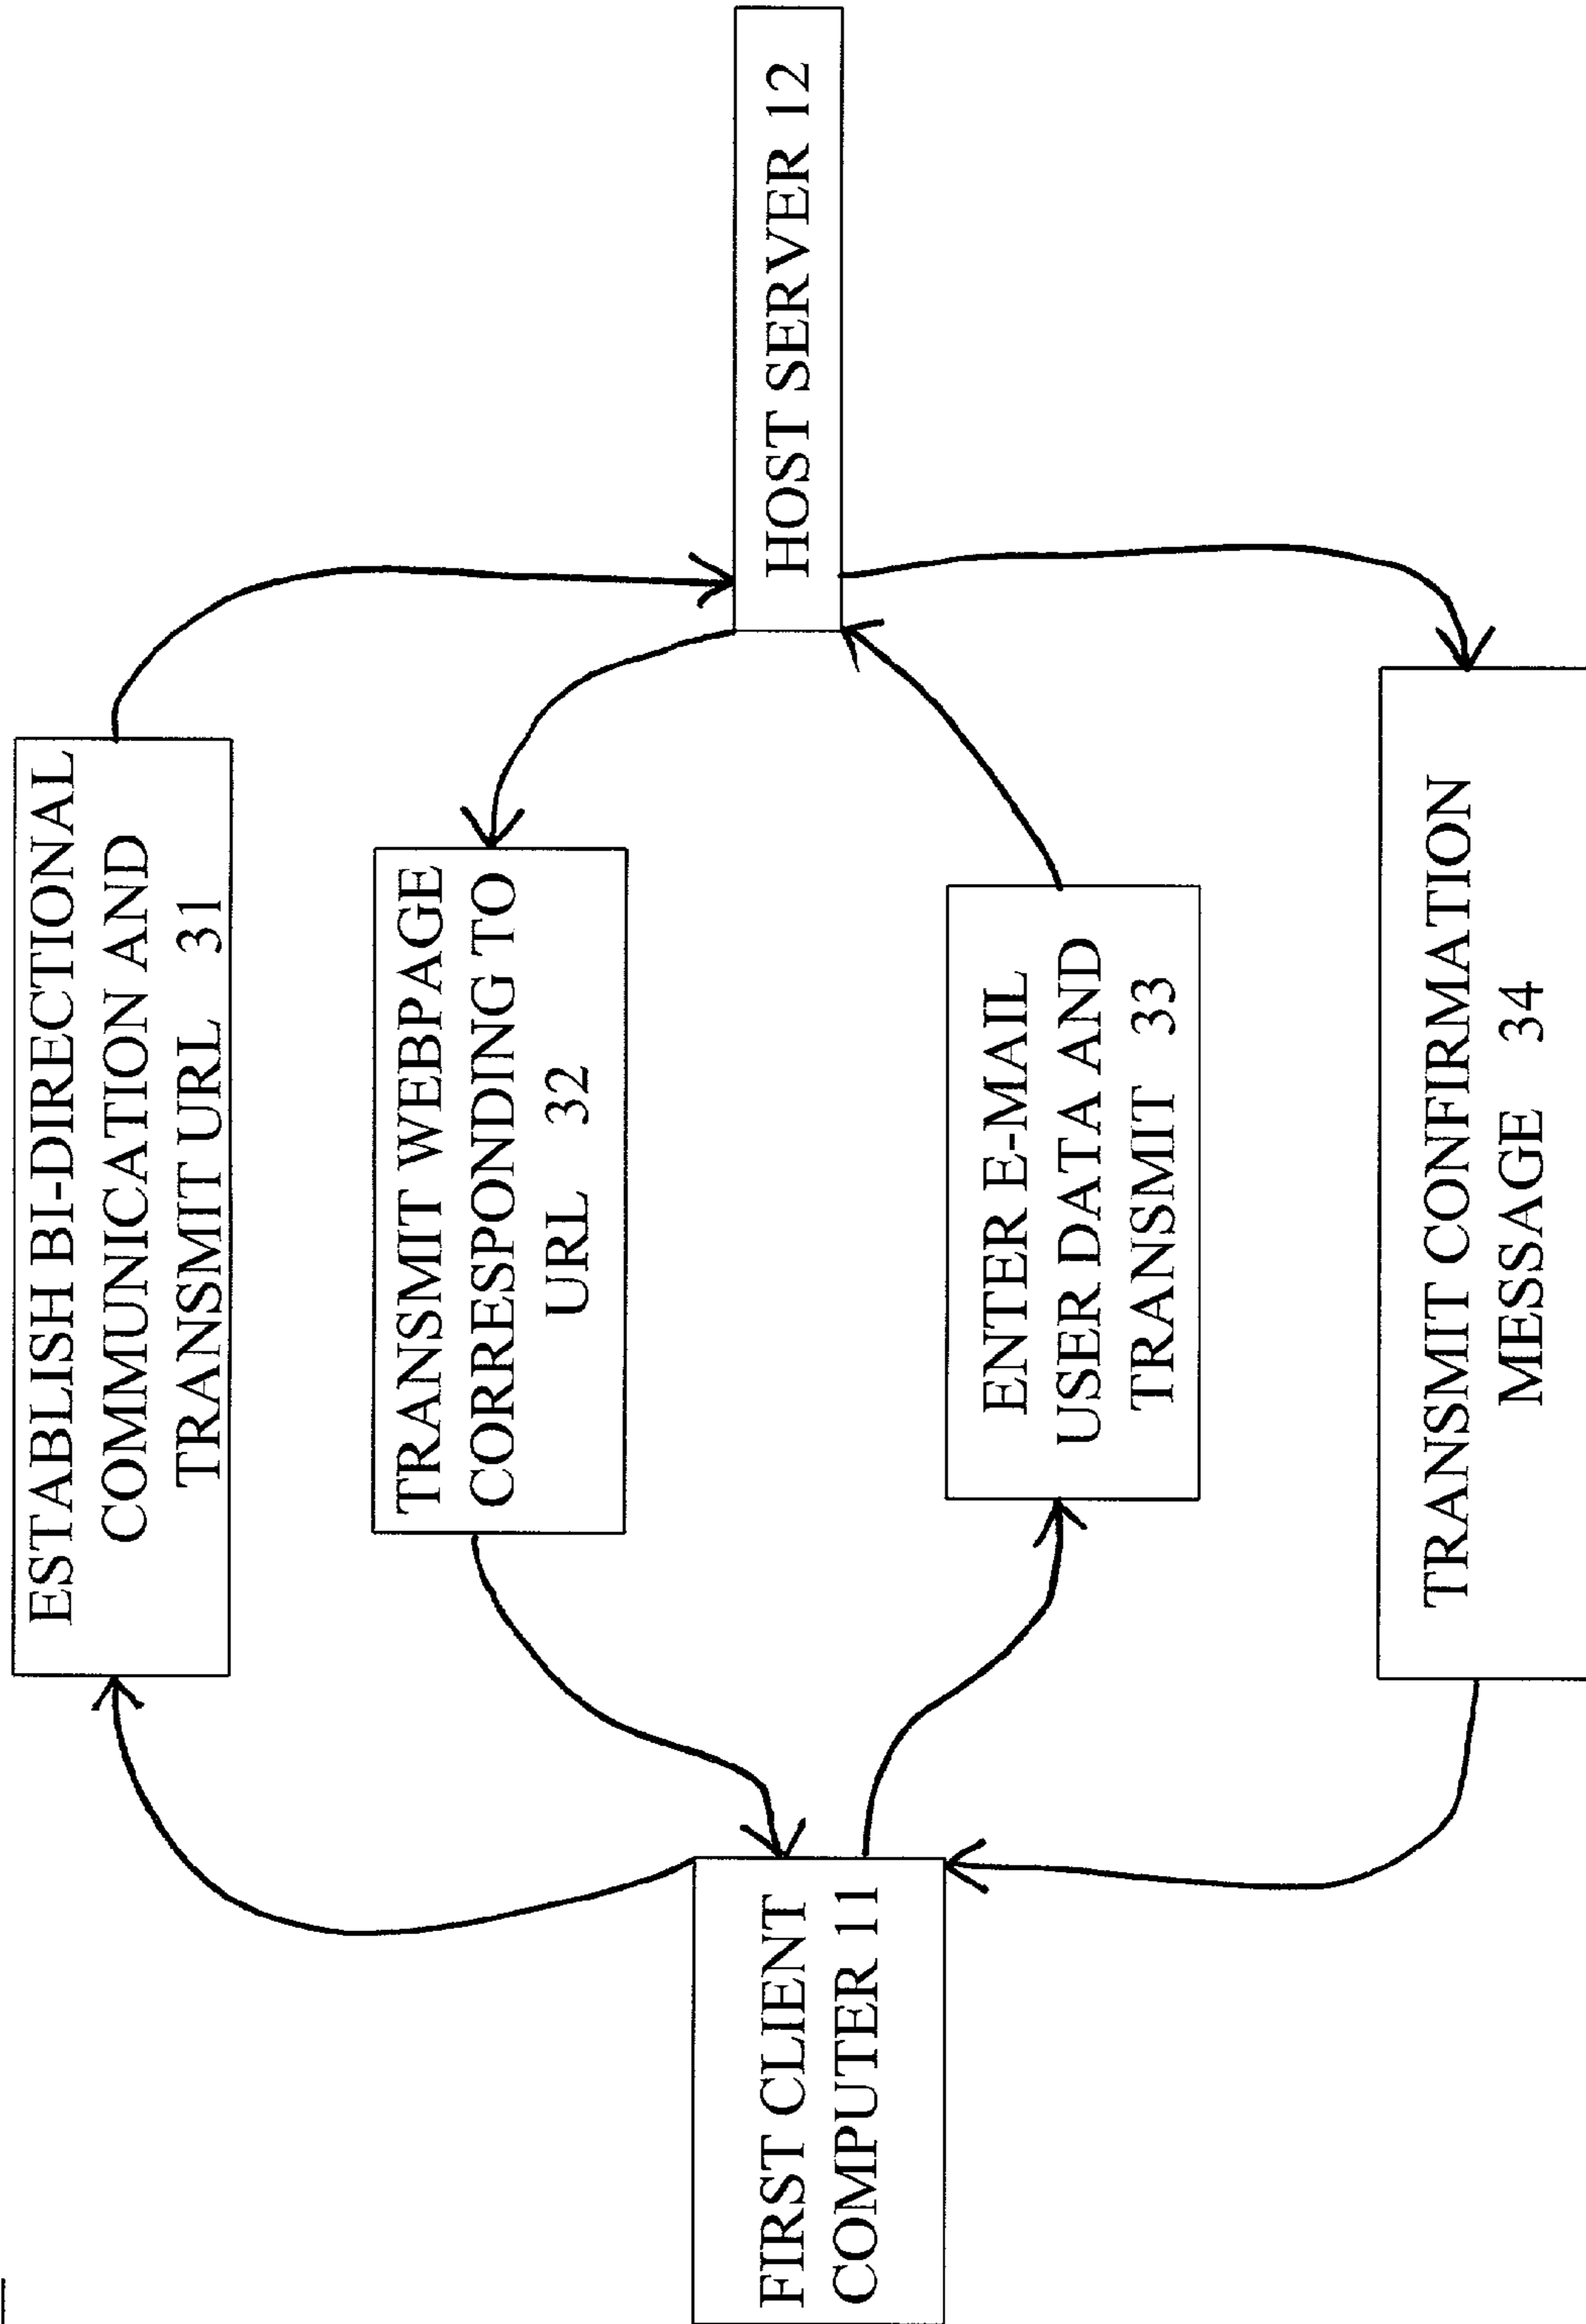 ESTABLISH BI-DIRECTIONAL
COMMUNICATION AND
TRANSMIT URL 31
TRANSMIT WEBPAGE
CORRESPONDING TO
URL 32
FIRST CLIENT
COMPUTER 11
HOST SERVER 12
ENTER E-MAIL
USER DATA AND
TRANSMIT 33
TRANSMIT CONFIRMATION
MESSAGE 34